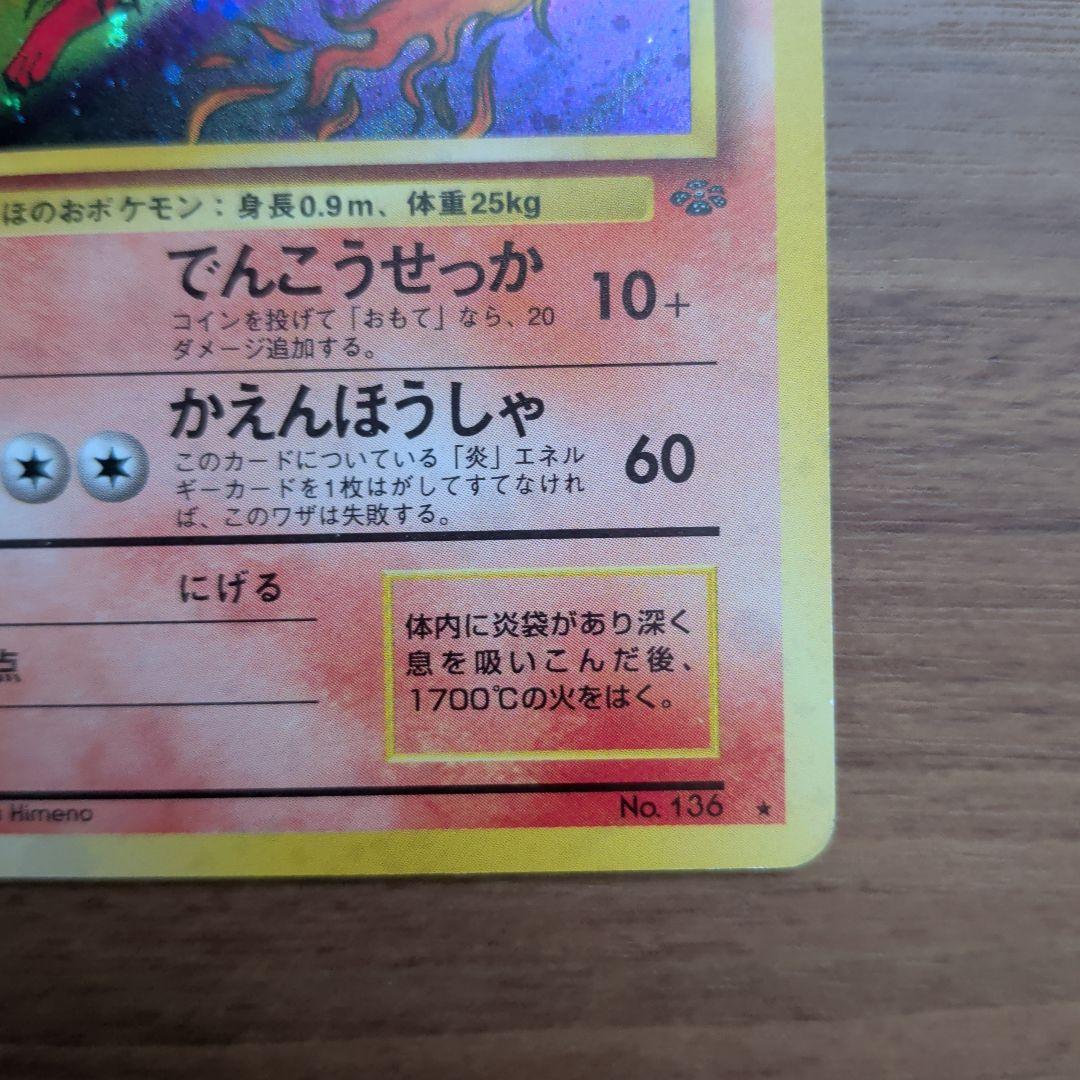 ほのおポケモン：身長0.9m、体重25kg
でんこうせっか 10+
コインを投げて「おもて」なら、20
ダメージ追加する。
かえんほうしゃ 60
このカードについている「炎」エネル
ギーカードを1枚はがしてすてなけれ
ば、このワザは失敗する。
にげる
点
体内に炎袋があり深く
息を吸いこんだ後、
1700℃の火をはく。
Himeno
No. 136 ★